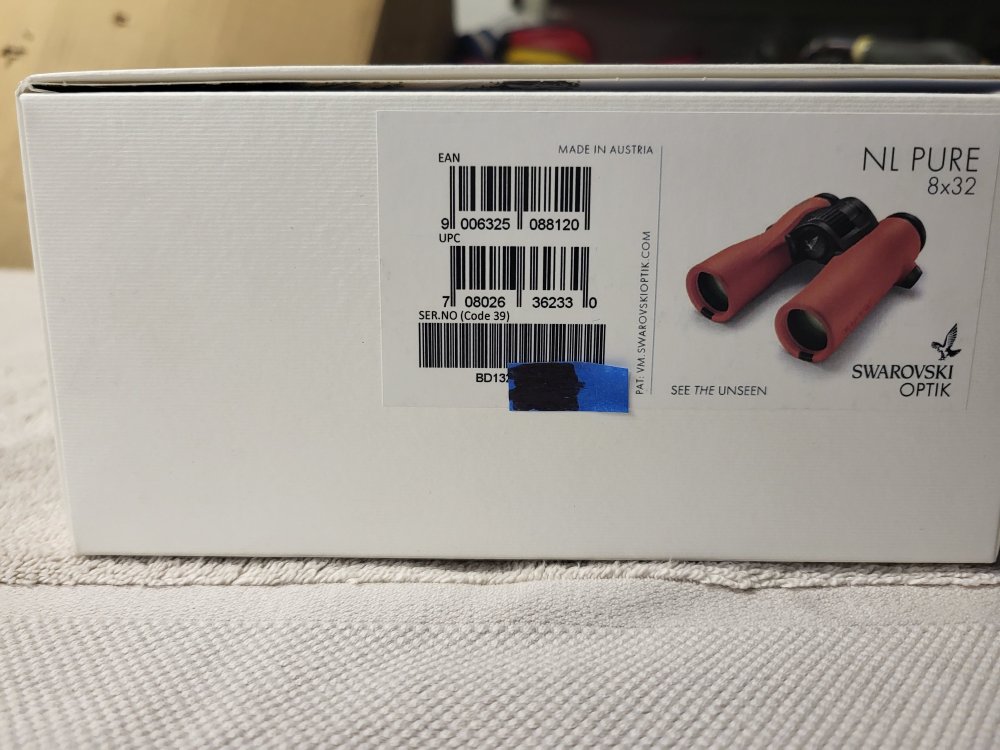 MADE IN AUSTRIA
EAN
9 006325 088120
UPC
7 08026 36233 0
SER.NO (Code 39)
BD132
PAT: VM. SWAROVSKIOPTIK.COM
NL PURE
8x32
SEE THE UNSEEN
SWAROVSKI
OPTIK